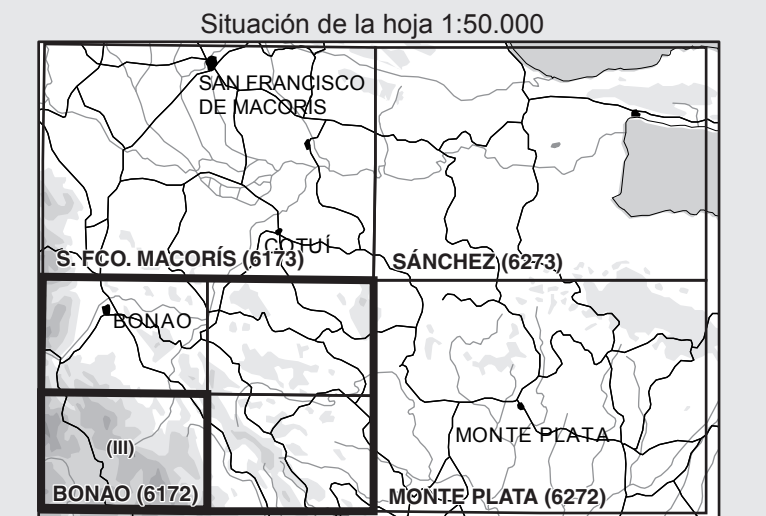 Situación de la hoja 1:50.000
SAN FRANCISCO
DE MACORÍS
COTUÍ
S. FCO. MACORÍS (6173)
SÁNCHEZ (6273)
BONAO
MONTE PLATA
(III)
BONAO (6172)
MONTE PLATA (6272)